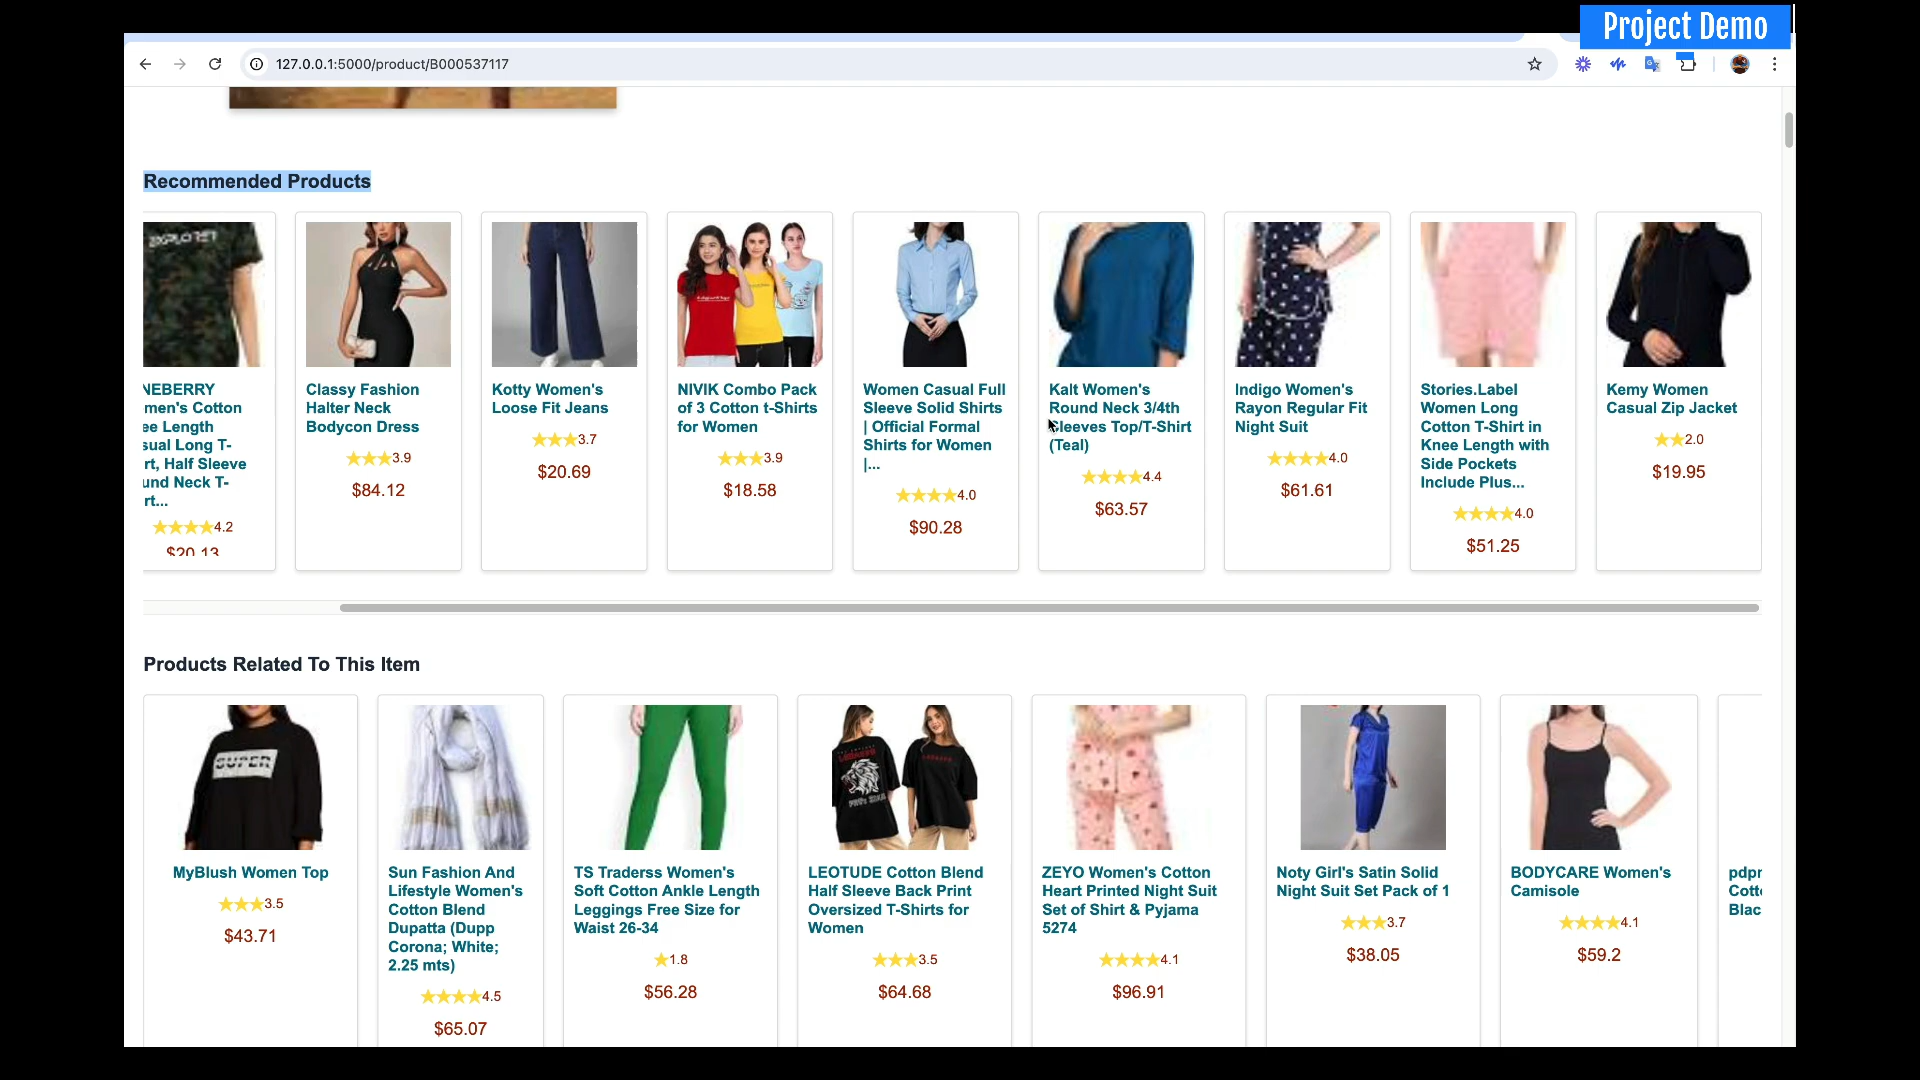 Project Demo
127.0.0.1:5000/product/B000537117
Recommended Products
NEBERRY
men's Cotton
ee Length
sual Long T-
rt, Half Sleeve
und Neck T-
rt...
4.2
$20.13
Classy Fashion
Halter Neck
Bodycon Dress
3.9
$84.12
Kotty Women's
Loose Fit Jeans
3.7
$20.69
NIVIK Combo Pack
of 3 Cotton t-Shirts
for Women
3.9
$18.58
Women Casual Full
Sleeve Solid Shirts
| Official Formal
Shirts for Women
|...
4.0
$90.28
Kalt Women's
Round Neck 3/4th
Sleeves Top/T-Shirt
(Teal)
4.4
$63.57
Indigo Women's
Rayon Regular Fit
Night Suit
4.0
$61.61
Stories.Label
Women Long
Cotton T-Shirt in
Knee Length with
Side Pockets
Include Plus...
4.0
$51.25
Kemy Women
Casual Zip Jacket
2.0
$19.95
Products Related To This Item
SUPER
MyBlush Women Top
3.5
$43.71
Sun Fashion And
Lifestyle Women's
Cotton Blend
Dupatta (Dupp
Corona; White;
2.25 mts)
4.5
$65.07
TS Traderss Women's
Soft Cotton Ankle Length
Leggings Free Size for
Waist 26-34
1.8
$56.28
LEOTUDE Cotton Blend
Half Sleeve Back Print
Oversized T-Shirts for
Women
3.5
$64.68
ZEYO Women's Cotton
Heart Printed Night Suit
Set of Shirt & Pyjama
5274
4.1
$96.91
Noty Girl's Satin Solid
Night Suit Set Pack of 1
3.7
$38.05
BODYCARE Women's
Camisole
4.1
$59.2
pdpr
Cott
Blac